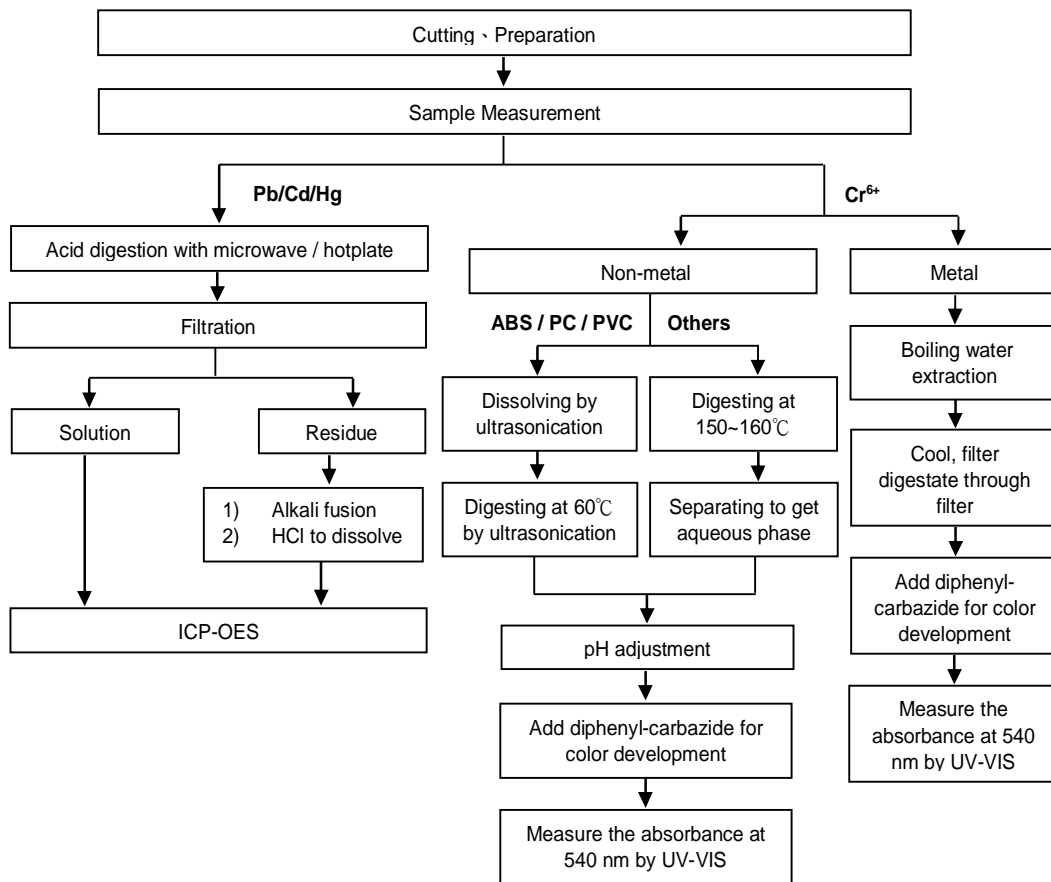 Cutting、Preparation
Sample Measurement
Pb/Cd/Hg
Cr⁶⁺
Acid digestion with microwave / hotplate
Non-metal
Metal
Filtration
ABS / PC / PVC
Others
Boiling water
extraction
Solution
Residue
Dissolving by
ultrasonication
Digesting at
150~160℃
Cool, filter
digestate through
filter
1) Alkali fusion
2) HCl to dissolve
Digesting at 60℃
by ultrasonication
Separating to get
aqueous phase
Add diphenyl-
carbazide for color
development
ICP-OES
pH adjustment
Measure the
absorbance at 540
nm by UV-VIS
Add diphenyl-carbazide for
color development
Measure the absorbance at
540 nm by UV-VIS